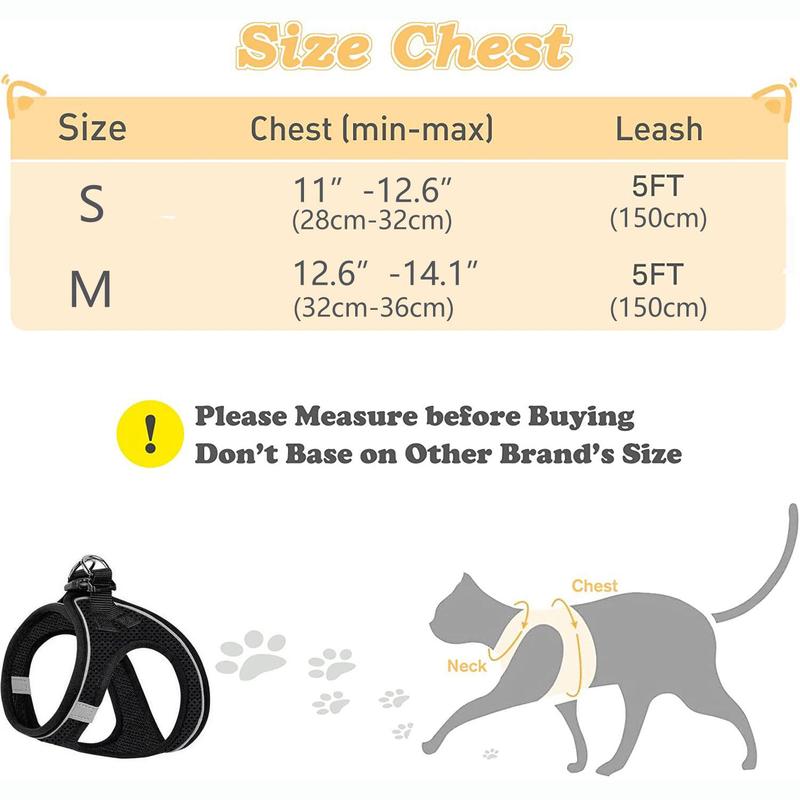 Size Chest
Size Chest (min-max) Leash
S 11” -12.6” 5FT
(28cm-32cm) (150cm)
M 12.6” -14.1” 5FT
(32cm-36cm) (150cm)
! Please Measure before Buying
Don’t Base on Other Brand’s Size
Chest
Neck